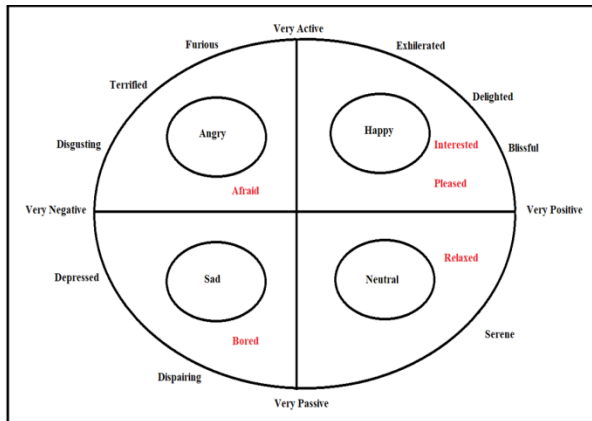 Very Active
Furious
Exhilerated
Terrified
Delighted
Angry
Happy
Disgusting
Interested
Blissful
Afraid
Pleased
Very Negative
Very Positive
Relaxed
Depressed
Sad
Neutral
Bored
Serene
Dispairing
Very Passive